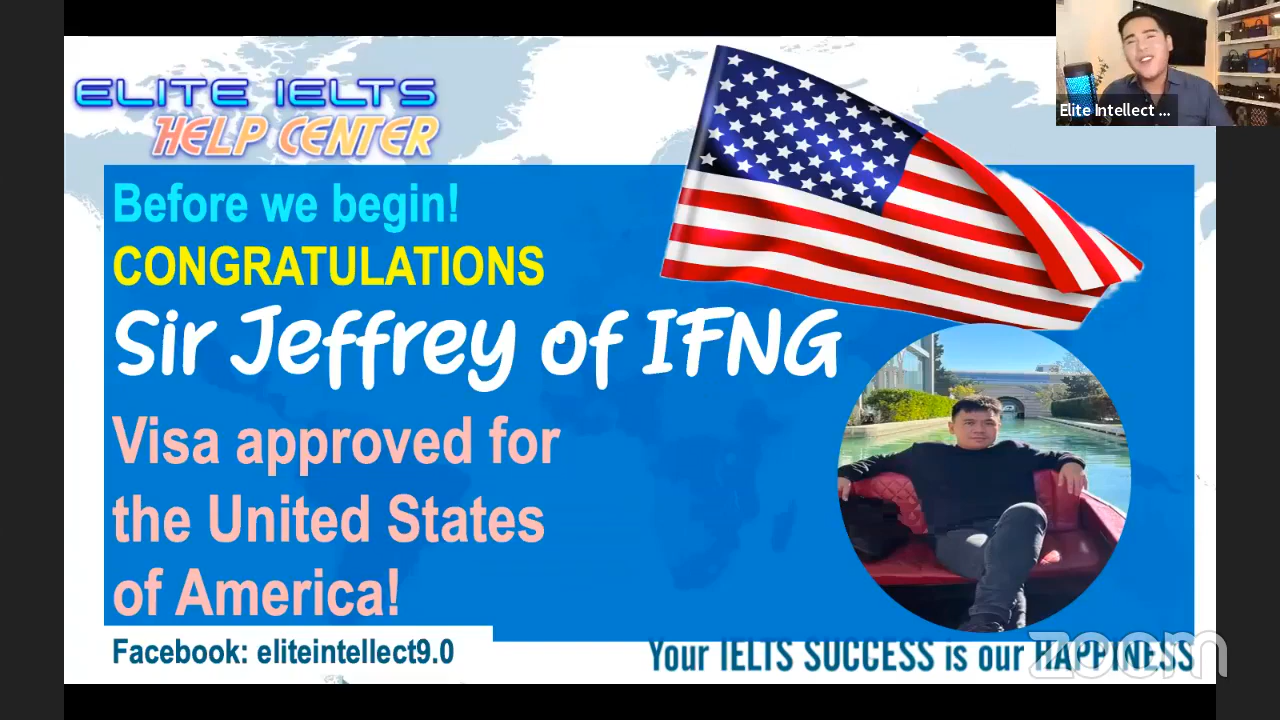 ELITE IELTS
HELP CENTER
Elite Intellect ...
Before we begin!
CONGRATULATIONS
Sir Jeffrey of IFNG
Visa approved for
the United States
of America!
Facebook: eliteintellect9.0
Your IELTS SUCCESS is our HAPPINESS
zoom